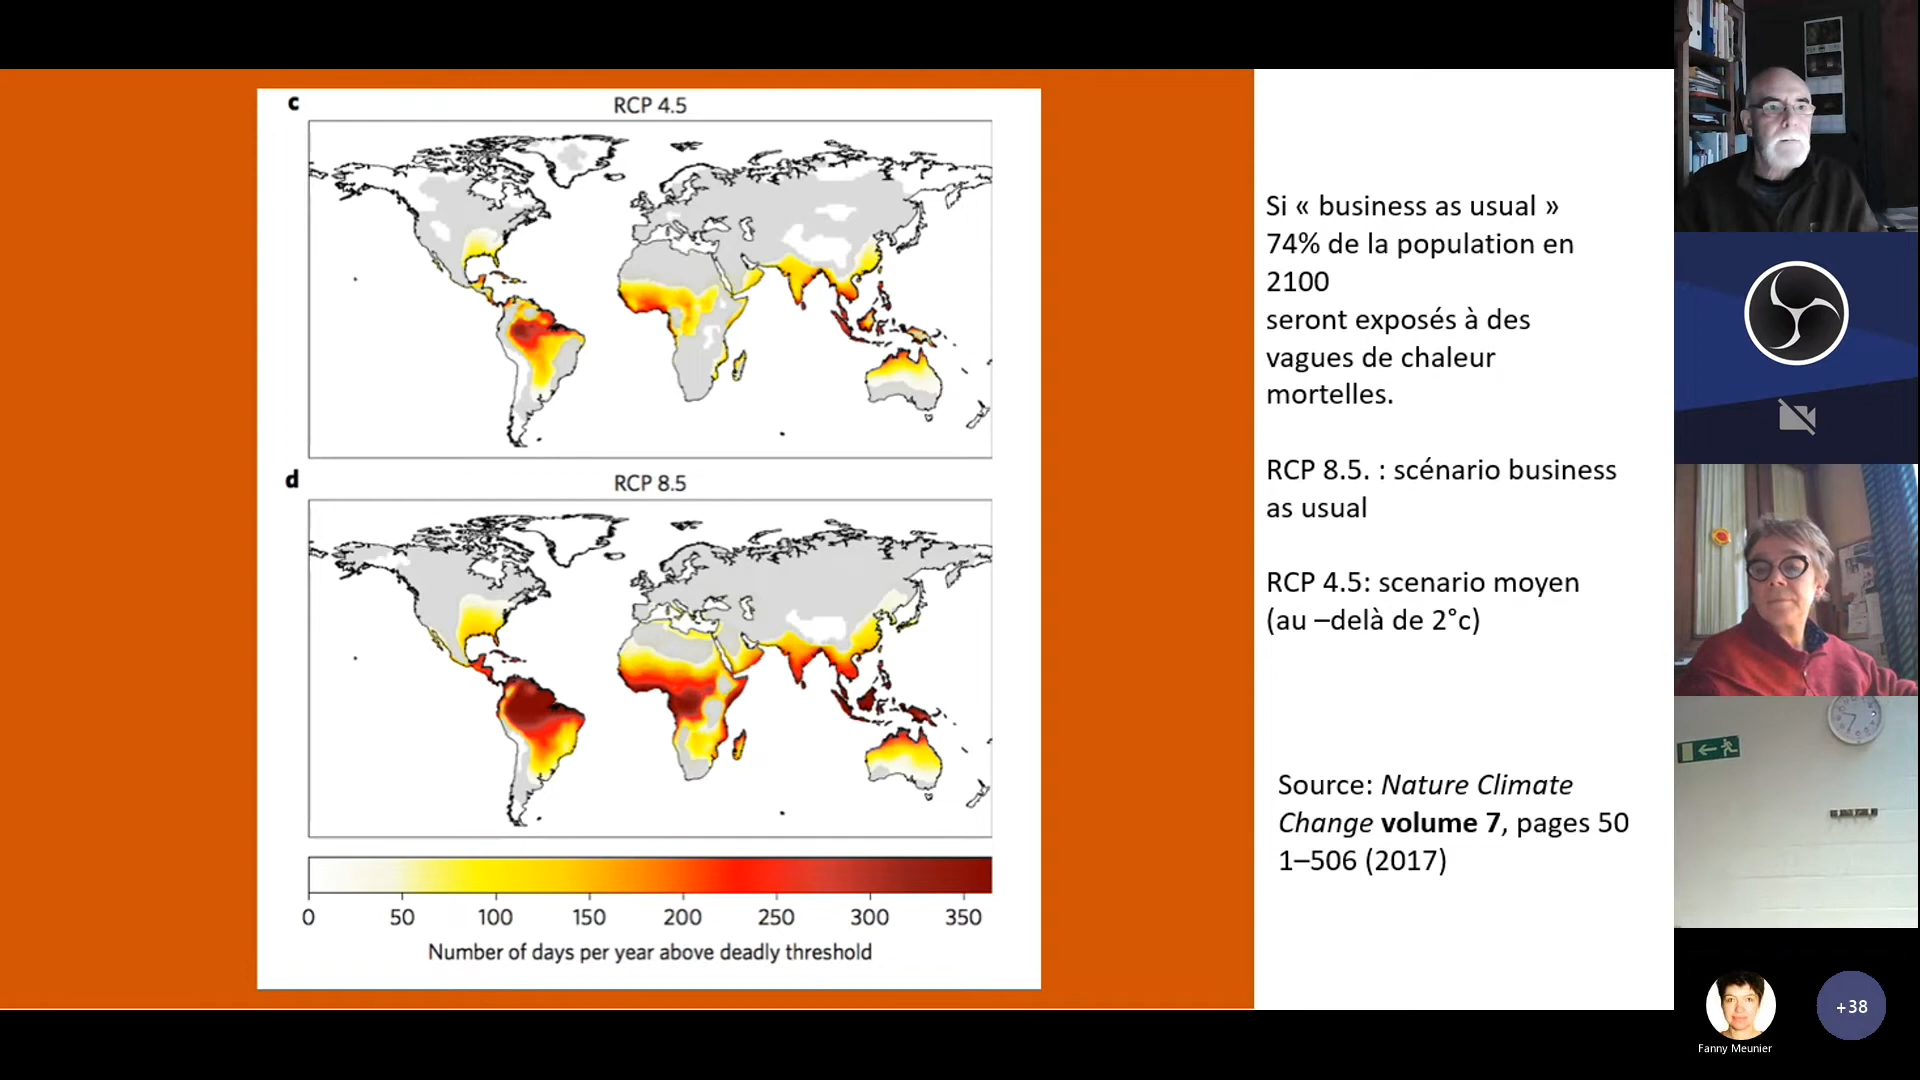 c
RCP 4.5
d
RCP 8.5
0 50 100 150 200 250 300 350
Number of days per year above deadly threshold
Si « business as usual »
74% de la population en
2100
seront exposés à des
vagues de chaleur
mortelles.
RCP 8.5. : scénario business
as usual
RCP 4.5: scenario moyen
(au –delà de 2°c)
Source: Nature Climate
Change volume 7, pages 50
1–506 (2017)
Fanny Meunier
+38